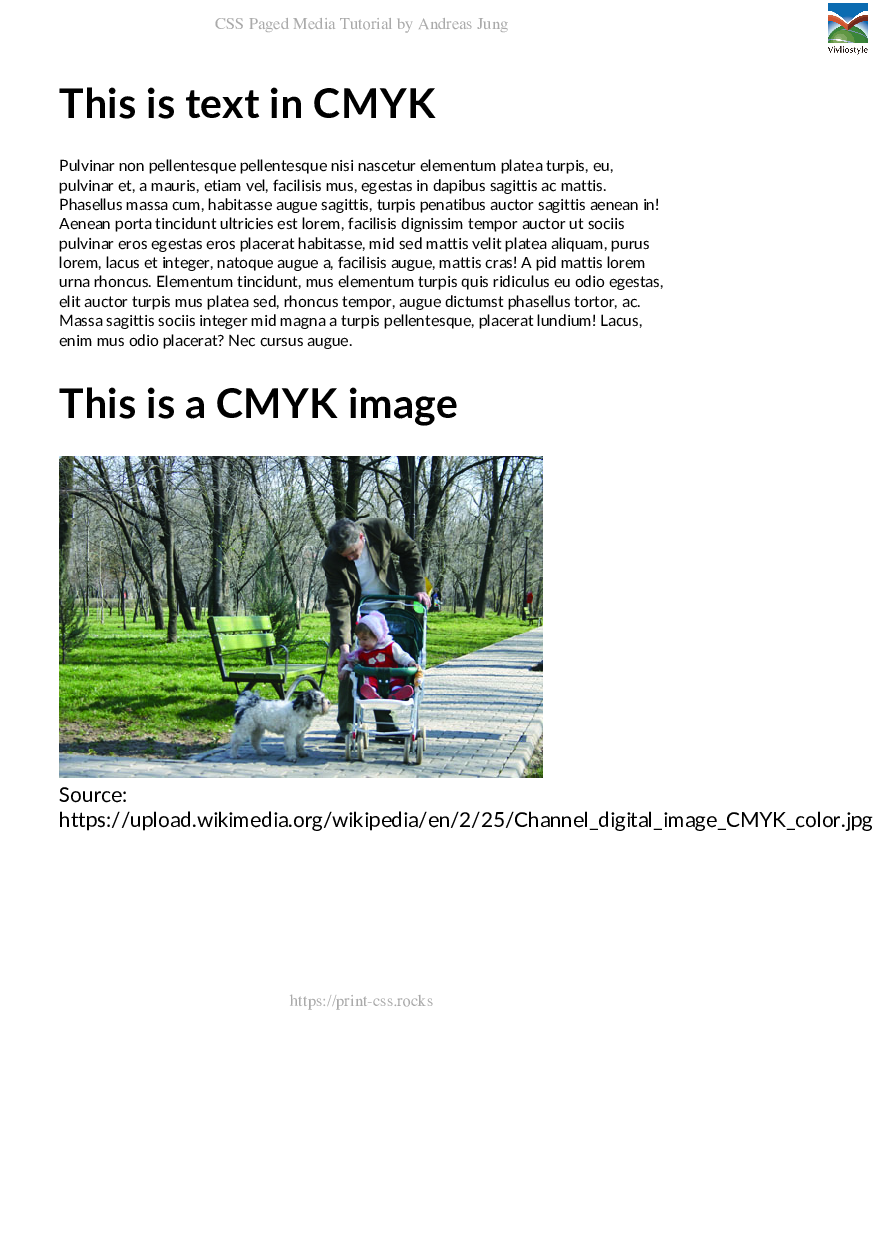 CSS Paged Media Tutorial by Andreas Jung
Vivliostyle
This is text in CMYK
Pulvinar non pellentesque pellentesque nisi nascetur elementum platea turpis, eu,
pulvinar et, a mauris, etiam vel, facilisis mus, egestas in dapibus sagittis ac mattis.
Phasellus massa cum, habitasse augue sagittis, turpis penatibus auctor sagittis aenean in!
Aenean porta tincidunt ultricies est lorem, facilisis dignissim tempor auctor ut sociis
pulvinar eros egestas eros placerat habitasse, mid sed mattis velit platea aliquam, purus
lorem, lacus et integer, natoque augue a, facilisis augue, mattis cras! A pid mattis lorem
urna rhoncus. Elementum tincidunt, mus elementum turpis quis ridiculus eu odio egestas,
elit auctor turpis mus platea sed, rhoncus tempor, augue dictumst phasellus tortor, ac.
Massa sagittis sociis integer mid magna a turpis pellentesque, placerat lundium! Lacus,
enim mus odio placerat? Nec cursus augue.
This is a CMYK image
Source:
https://upload.wikimedia.org/wikipedia/en/2/25/Channel_digital_image_CMYK_color.jpg
https://print-css.rocks